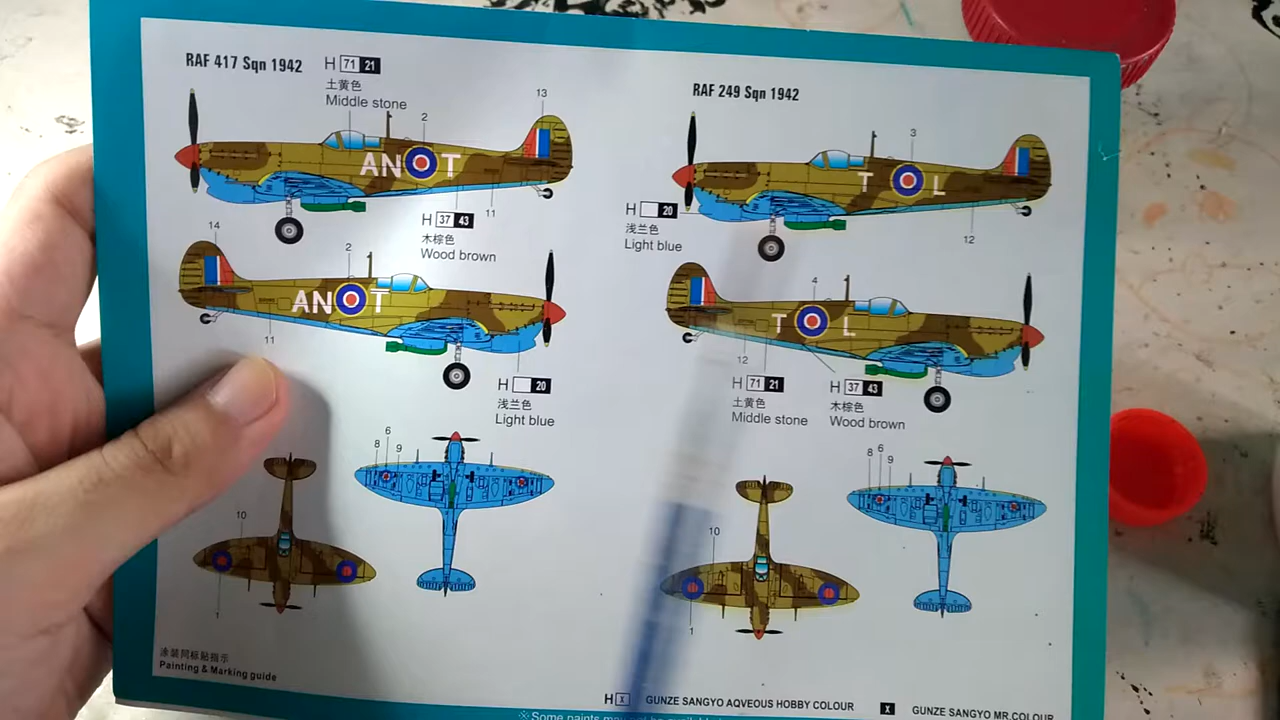 RAF 417 Sqn 1942
H 71 21
土黄色
Middle stone
2
13
AN T
H 37 43
木棕色
Wood brown
11
14
2
AN T
11
H 20
浅兰色
Light blue
8
6
9
10
1
RAF 249 Sqn 1942
3
T L
H 20
浅兰色
Light blue
12
4
T L
12
H 71 21
土黄色
Middle stone
H 37 43
木棕色
Wood brown
8
6
9
10
1
涂装同标贴指示
Painting & Marking guide
H X GUNZE SANGYO AQVEOUS HOBBY COLOUR
X GUNZE SANGYO MR.COLOUR
※Some paints may not be available